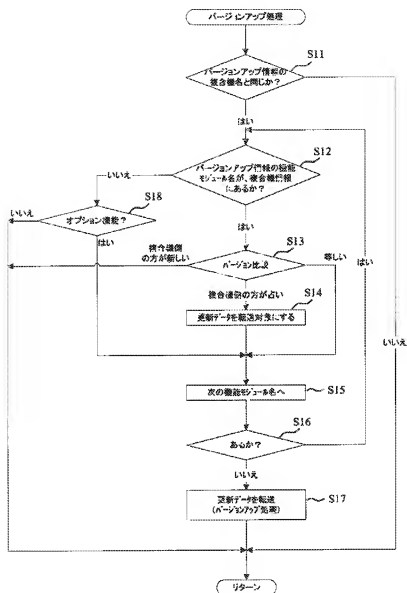 バージョンアップ処理
S11
バージョンアップ情報の
複合機名と同じか?
はい
S12
バージョンアップ情報の機能
モジュール名が、複合機情報
にあるか?
いいえ
S18
いいえ
オプション機能?
はい
はい
はい
S13
複合機側
の方が新しい
バージョン比較
等しい
複合機側の方が古い
S14
更新データを転送対象にする
いいえ
次の機能モジュール名へ
S15
S16
あるか?
いいえ
更新データを転送
(バージョンアップ処理)
S17
リターン